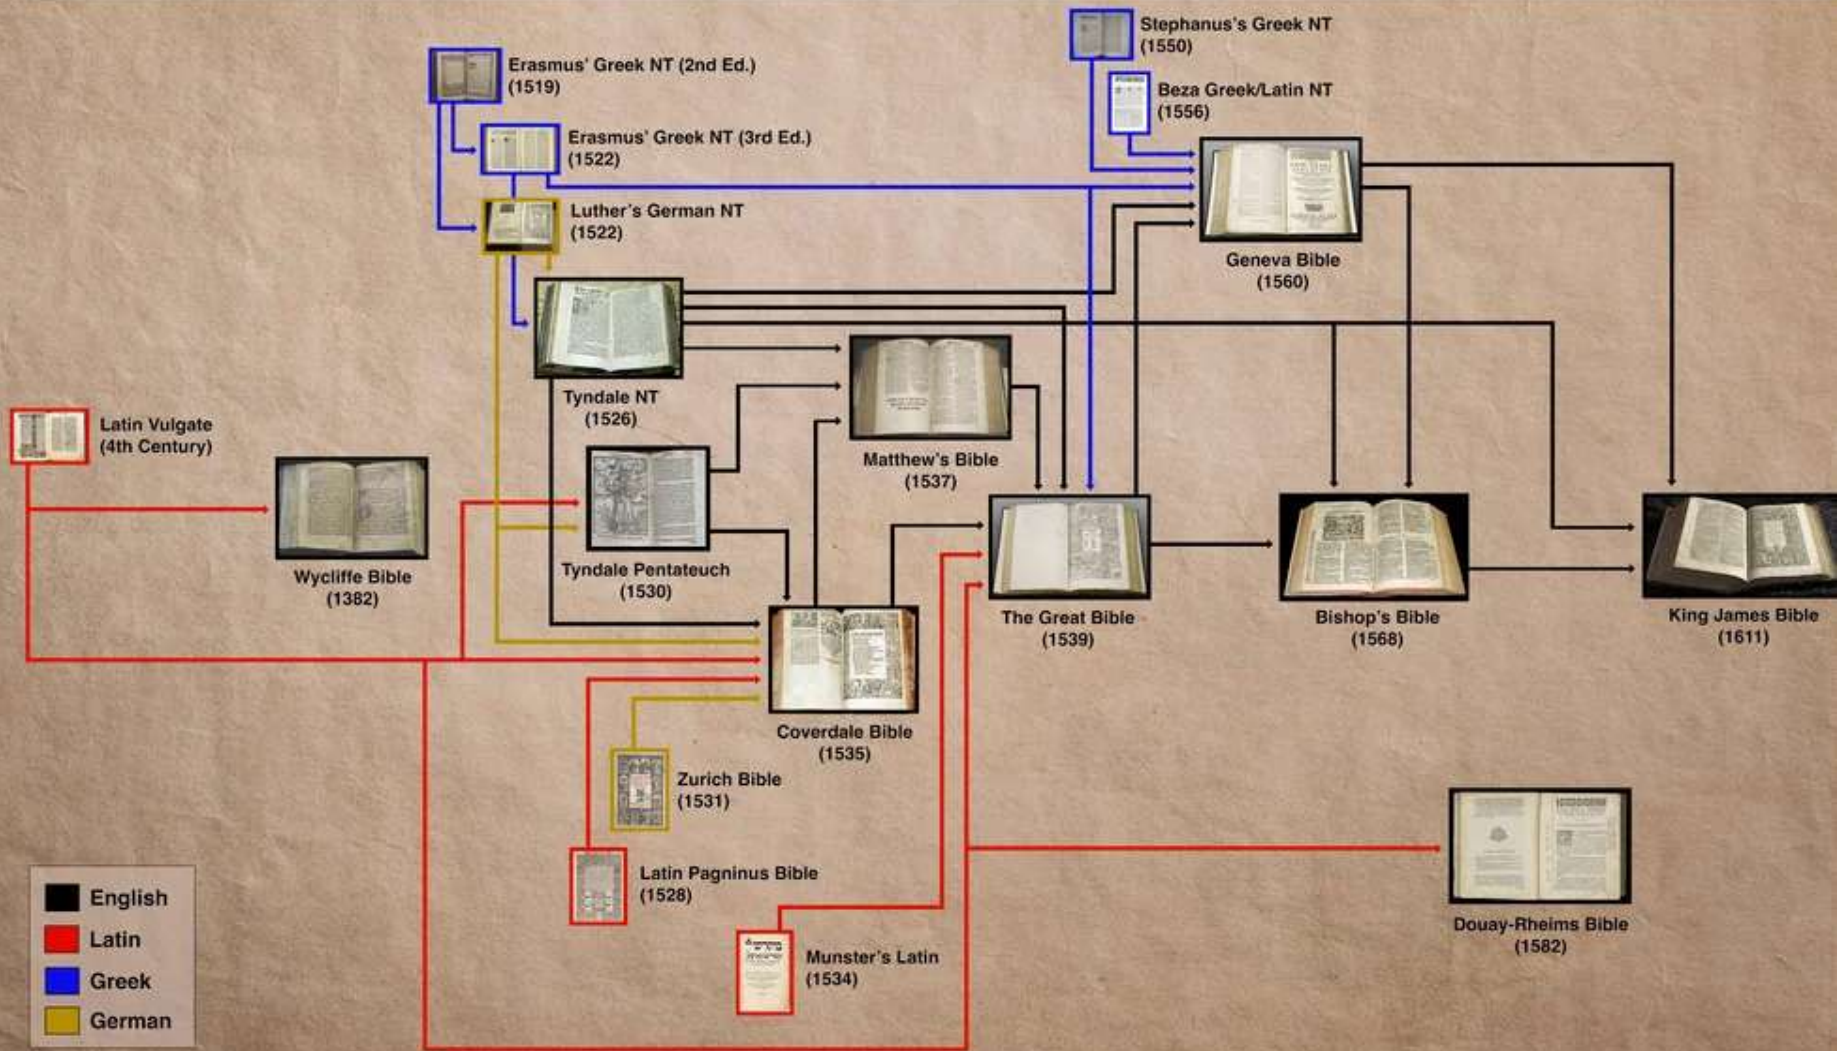 Stephanus's Greek NT
(1550)
Erasmus' Greek NT (2nd Ed.)
(1519)
Beza Greek/Latin NT
(1556)
Erasmus' Greek NT (3rd Ed.)
(1522)
Luther's German NT
(1522)
Geneva Bible
(1560)
Tyndale NT
(1526)
Latin Vulgate
(4th Century)
Matthew's Bible
(1537)
Wycliffe Bible
(1382)
Tyndale Pentateuch
(1530)
The Great Bible
(1539)
Bishop's Bible
(1568)
King James Bible
(1611)
Coverdale Bible
(1535)
Zurich Bible
(1531)
Latin Pagninus Bible
(1528)
Munster's Latin
(1534)
Douay-Rheims Bible
(1582)
English
Latin
Greek
German